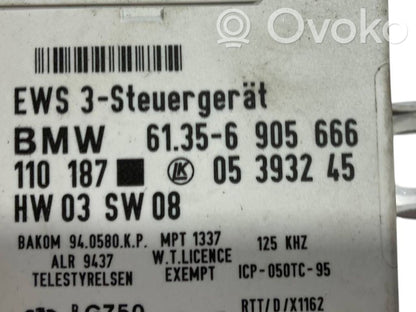 Ovoko
EWS 3-Steuergerät
BMW 61.35-6 905 666
110 187 LK 05 3932 45
HW 03 SW 08
BAKOM 94.0580.K.P. MPT 1337 125 KHZ
ALR 9437 W.T.LICENCE
TELESTYRELSEN EXEMPT ICP-050TC-95
RTT/D/X1162